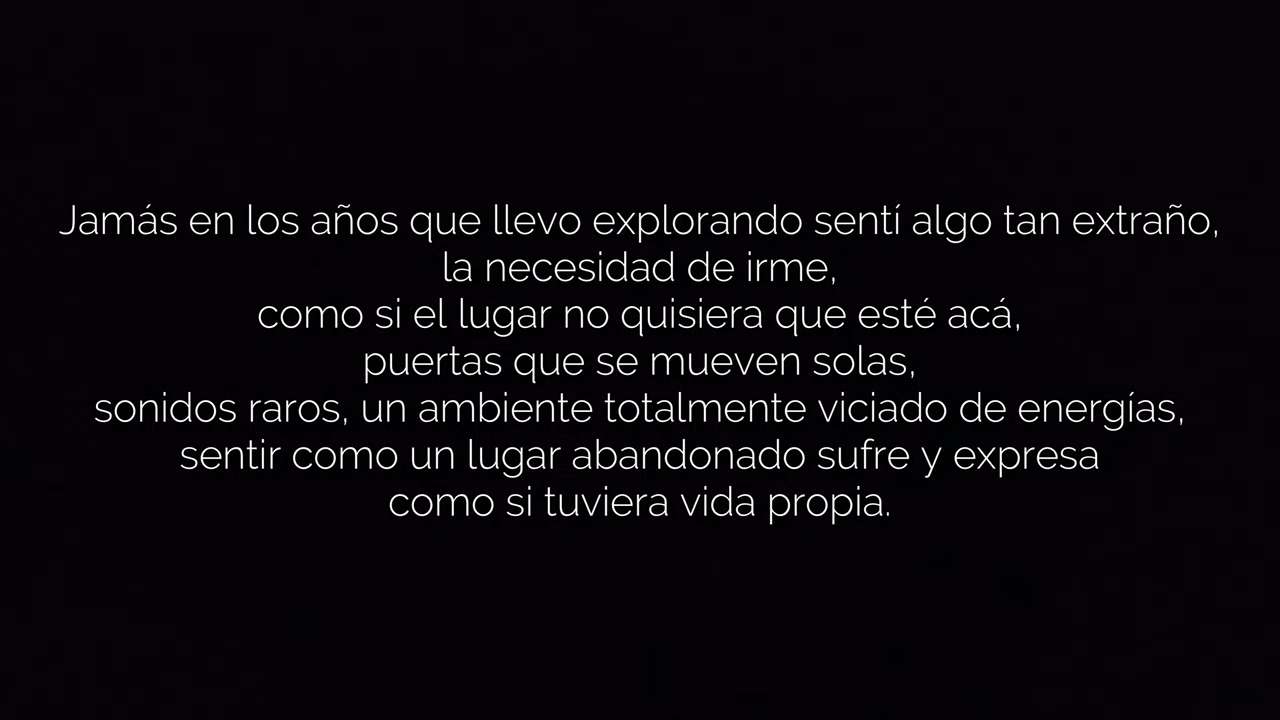 Jamás en los años que llevo explorando sentí algo tan extraño,
la necesidad de irme,
como si el lugar no quisiera que esté acá,
puertas que se mueven solas,
sonidos raros, un ambiente totalmente viciado de energías,
sentir como un lugar abandonado sufre y expresa
como si tuviera vida propia.